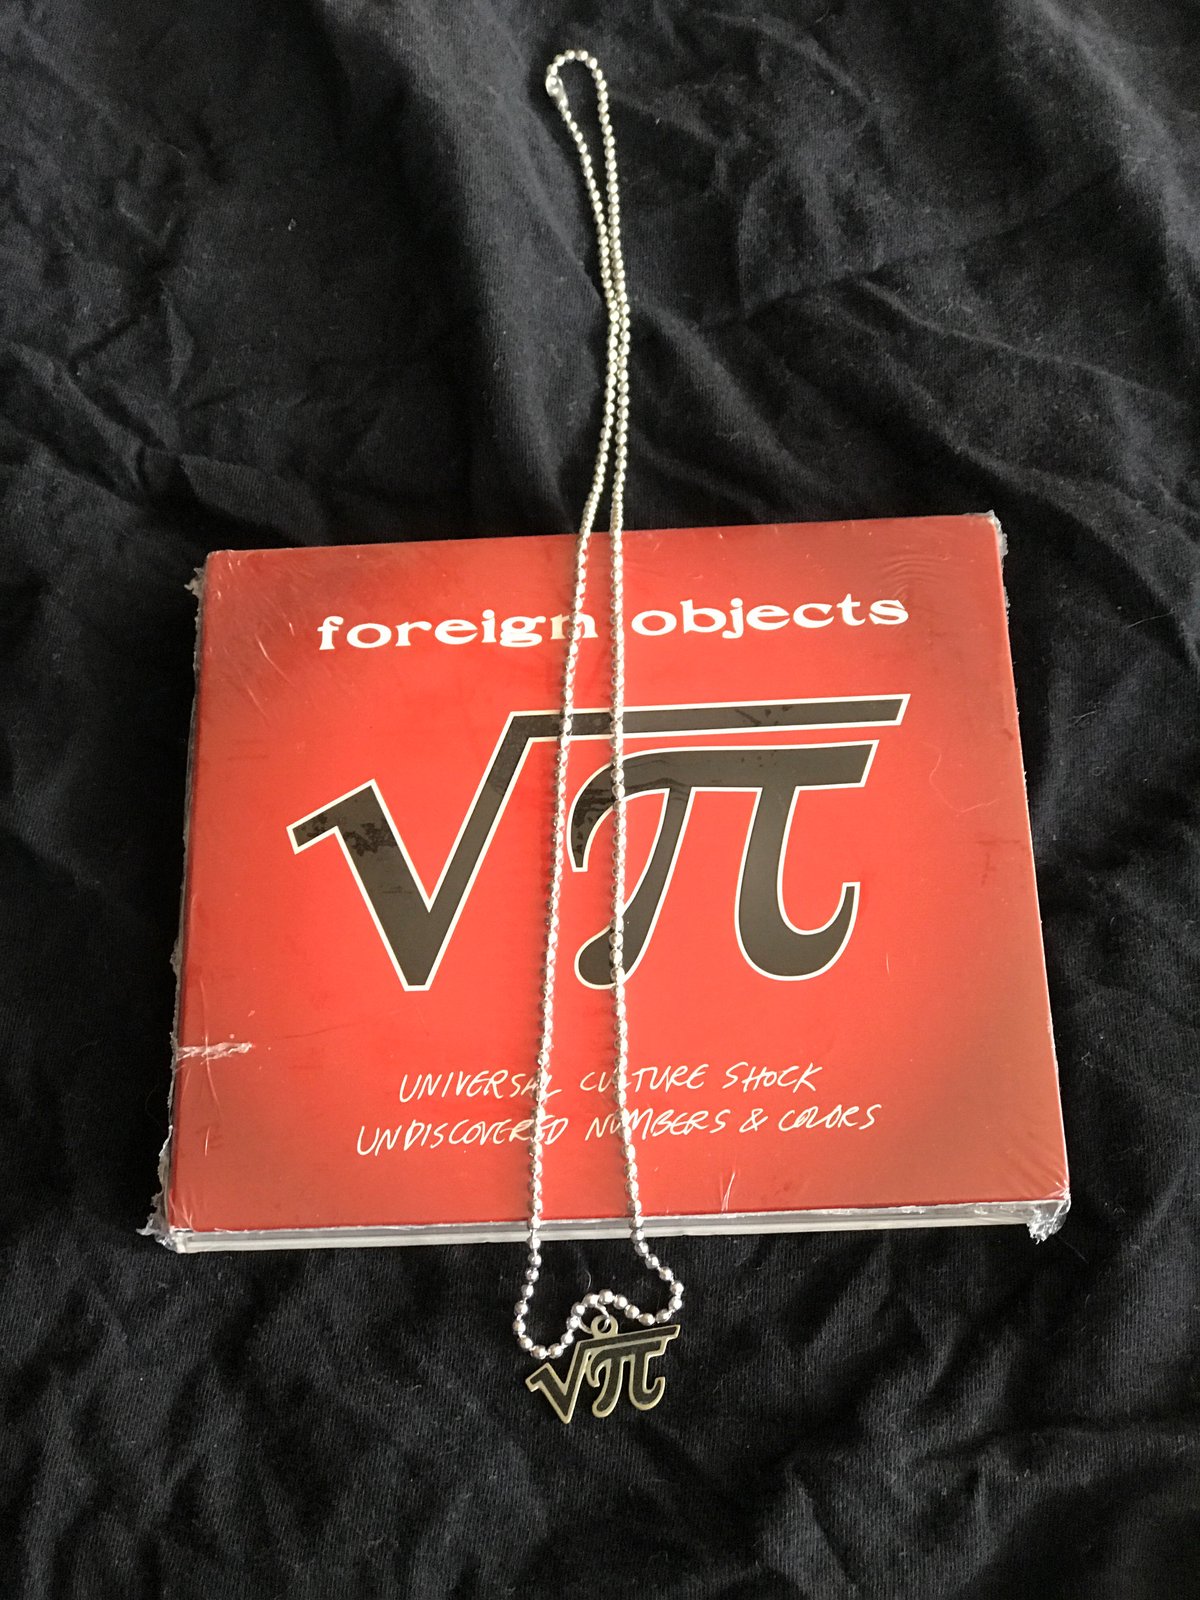 foreign objects
√π
UNIVERSAL CULTURE SHOCK
UNDISCOVERED NUMBERS & COLORS
√π